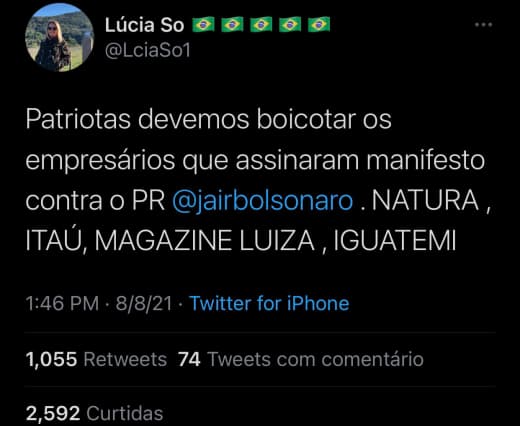 Lúcia So 🇧🇷 🇧🇷 🇧🇷 🇧🇷 🇧🇷
@LciaSo1
Patriotas devemos boicotar os
empresários que assinaram manifesto
contra o PR @jairbolsonaro . NATURA ,
ITAÚ, MAGAZINE LUIZA , IGUATEMI
1:46 PM · 8/8/21 · Twitter for iPhone
1,055 Retweets 74 Tweets com comentário
2,592 Curtidas